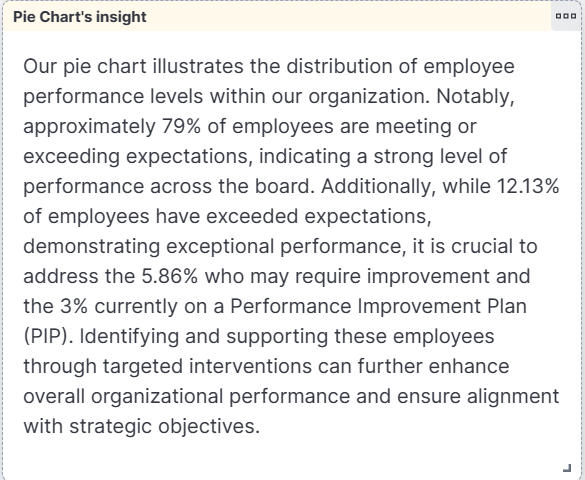 Pie Chart's insight
Our pie chart illustrates the distribution of employee
performance levels within our organization. Notably,
approximately 79% of employees are meeting or
exceeding expectations, indicating a strong level of
performance across the board. Additionally, while 12.13%
of employees have exceeded expectations,
demonstrating exceptional performance, it is crucial to
address the 5.86% who may require improvement and
the 3% currently on a Performance Improvement Plan
(PIP). Identifying and supporting these employees
through targeted interventions can further enhance
overall organizational performance and ensure alignment
with strategic objectives.